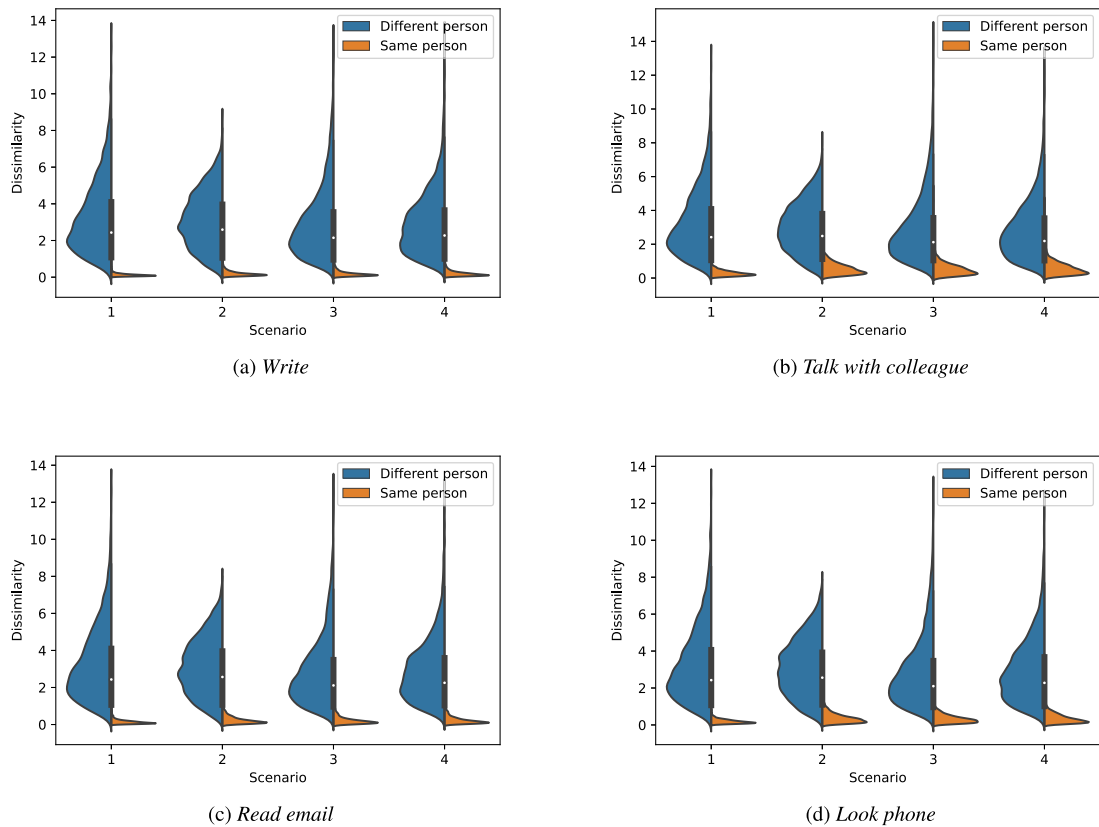 14
12
10
8
6
4
2
0
Dissimilarity
Different person
Same person
1 2 3 4
Scenario
(a) Write
14
12
10
8
6
4
2
0
Dissimilarity
Different person
Same person
1 2 3 4
Scenario
(b) Talk with colleague
14
12
10
8
6
4
2
0
Dissimilarity
Different person
Same person
1 2 3 4
Scenario
(c) Read email
14
12
10
8
6
4
2
0
Dissimilarity
Different person
Same person
1 2 3 4
Scenario
(d) Look phone